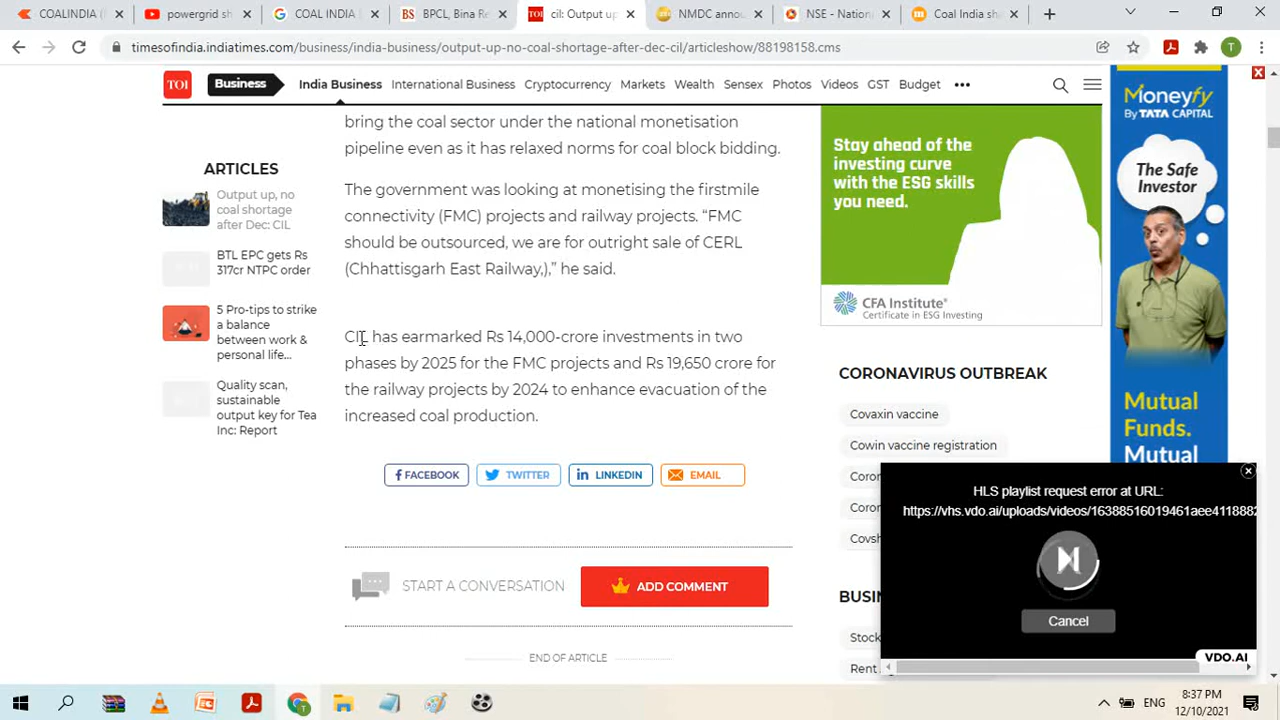 COALINDIA (
powergrid sh
COAL INDIA
BPCL, Bina Re
cil: Output up
NMDC annou
NSE - Nation
Coal India sha
timesofindia.indiatimes.com/business/india-business/output-up-no-coal-shortage-after-dec-cil/articleshow/88198158.cms
T
TOI
Business
India Business
International Business
Cryptocurrency
Markets
Wealth
Sensex
Photos
Videos
GST
Budget
ARTICLES
Output up, no
coal shortage
after Dec: CIL
BTL EPC gets Rs
317cr NTPC order
5 Pro-tips to strike
a balance
between work &
personal life...
Quality scan,
sustainable
output key for Tea
Inc: Report
bring the coal sector under the national monetisation
pipeline even as it has relaxed norms for coal block bidding.
The government was looking at monetising the firstmile
connectivity (FMC) projects and railway projects. “FMC
should be outsourced, we are for outright sale of CERL
(Chhattisgarh East Railway,),” he said.
CIL has earmarked Rs 14,000-crore investments in two
phases by 2025 for the FMC projects and Rs 19,650 crore for
the railway projects by 2024 to enhance evacuation of the
increased coal production.
FACEBOOK
TWITTER
LINKEDIN
EMAIL
START A CONVERSATION
ADD COMMENT
END OF ARTICLE
Stay ahead of the
investing curve
with the ESG skills
you need.
CFA Institute®
Certificate in ESG Investing
CORONAVIRUS OUTBREAK
Covaxin vaccine
Cowin vaccine registration
Coron
Coron
Covsh
BUSIN
Stock
Rent
Moneyfy
By TATA CAPITAL
The Safe
Investor
Mutual
Funds.
Mutual
HLS playlist request error at URL:
https://vhs.vdo.ai/uploads/videos/16388516019461aee4118882
Cancel
VDO.AI
ENG
8:37 PM
12/10/2021